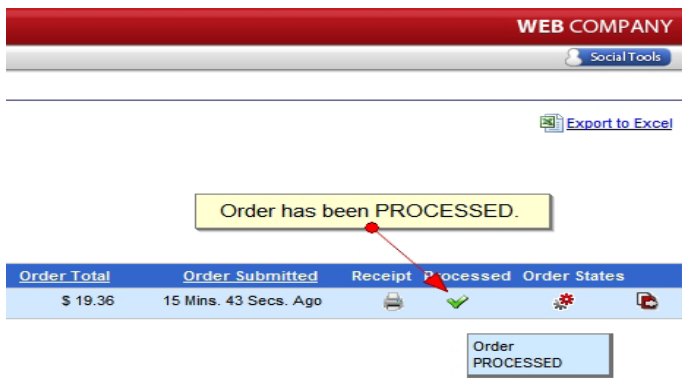 WEB COMPANY
Social Tools
Export to Excel
Order has been PROCESSED.
Order Total Order Submitted Receipt Processed Order States
$ 19.36 15 Mins. 43 Secs. Ago
Order
PROCESSED